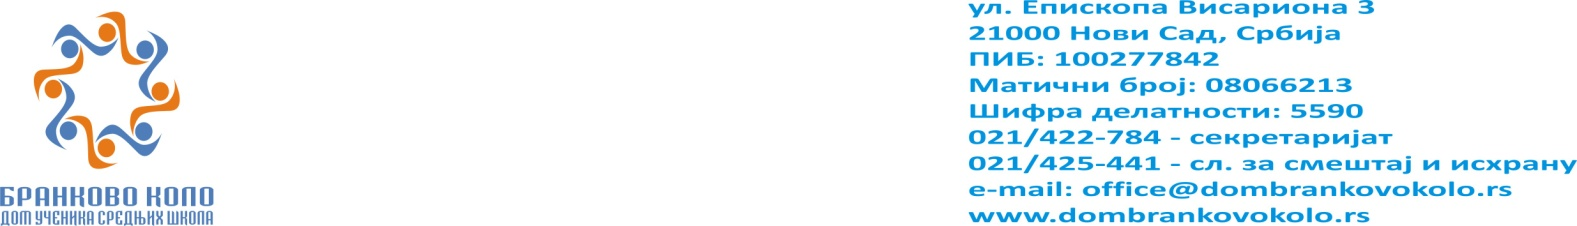 БРАНКОВО КОЛО
ДОМ УЧЕНИКА СРЕДЊИХ ШКОЛА
ул. Епископа Висариона 3
21000 Нови Сад, Србија
ПИБ: 100277842
Матични број: 08066213
Шифра делатности: 5590
021/422-784 - секретаријат
021/425-441 - сл. за смештај и исхрану
e-mail: office@dombrankovokolo.rs
www.dombrankovokolo.rs